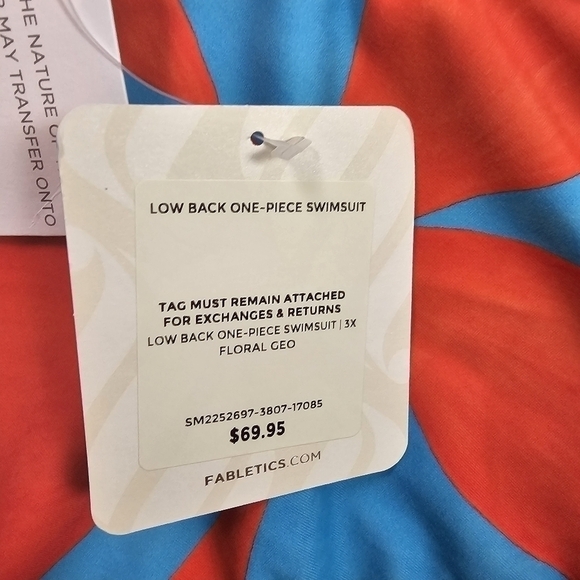 HE NATURE OF
MAY TRANSFER ONTO
LOW BACK ONE-PIECE SWIMSUIT
TAG MUST REMAIN ATTACHED
FOR EXCHANGES & RETURNS
LOW BACK ONE-PIECE SWIMSUIT | 3X
FLORAL GEO
SM2252697-3807-17085
$69.95
FABLETICS.COM